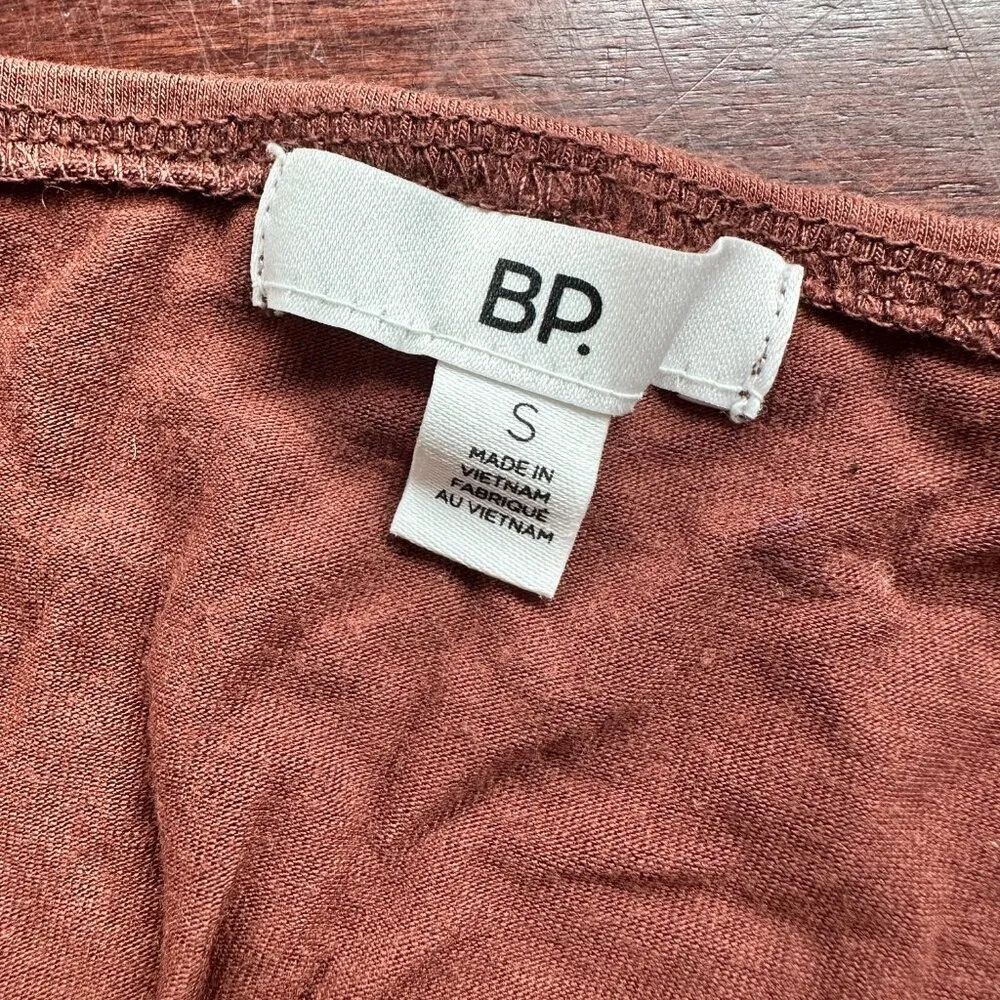 BP.
S
MADE IN
VIETNAM
FABRIQUÉ
AU VIETNAM